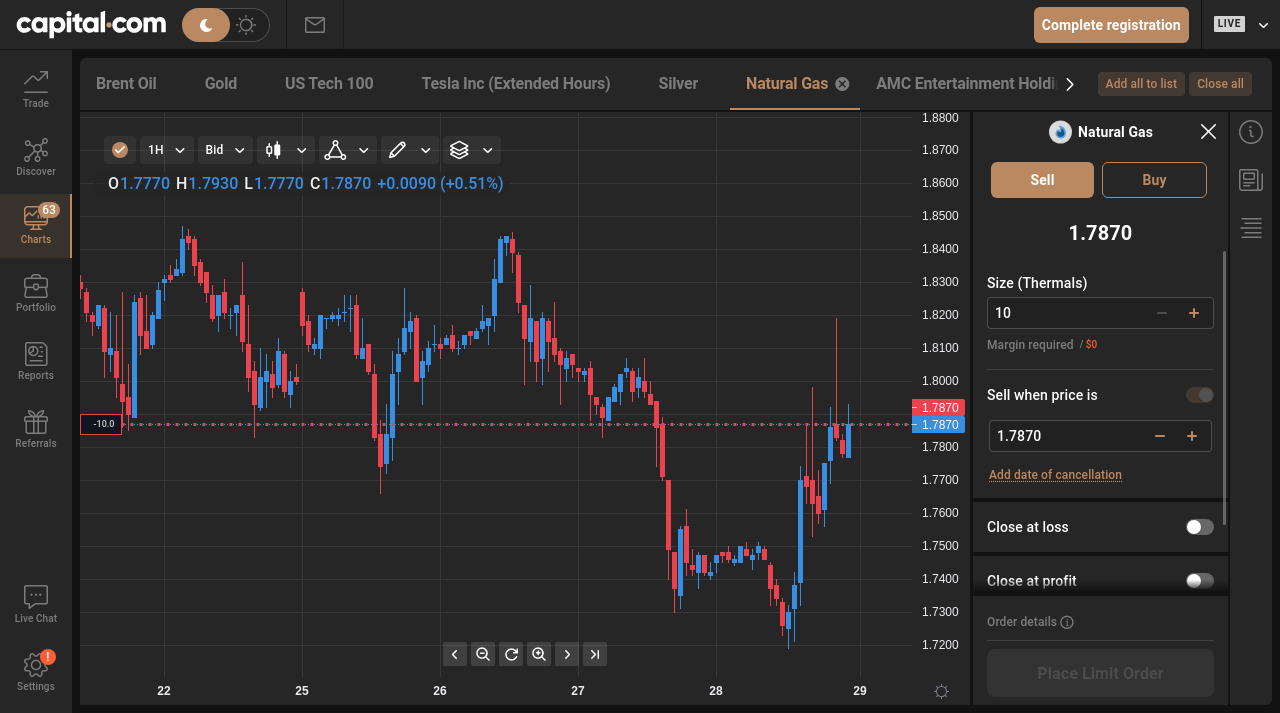 capital.com
Complete registration
LIVE
Trade
Discover
63
Charts
Portfolio
Reports
Referrals
Live Chat
!
Settings
Brent Oil
Gold
US Tech 100
Tesla Inc (Extended Hours)
Silver
Natural Gas
AMC Entertainment Holdi
Add all to list
Close all
1H
Bid
O1.7770 H1.7930 L1.7770 C1.7870 +0.0090 (+0.51%)
1.8800
1.8700
1.8600
1.8500
1.8400
1.8300
1.8200
1.8100
1.8000
1.7870
1.7870
1.7800
1.7700
1.7600
1.7500
1.7400
1.7300
1.7200
-10.0
22
25
26
27
28
29
Natural Gas
Sell
Buy
1.7870
Size (Thermals)
10
Margin required / $0
Sell when price is
1.7870
Add date of cancellation
Close at loss
Close at profit
Order details
Place Limit Order